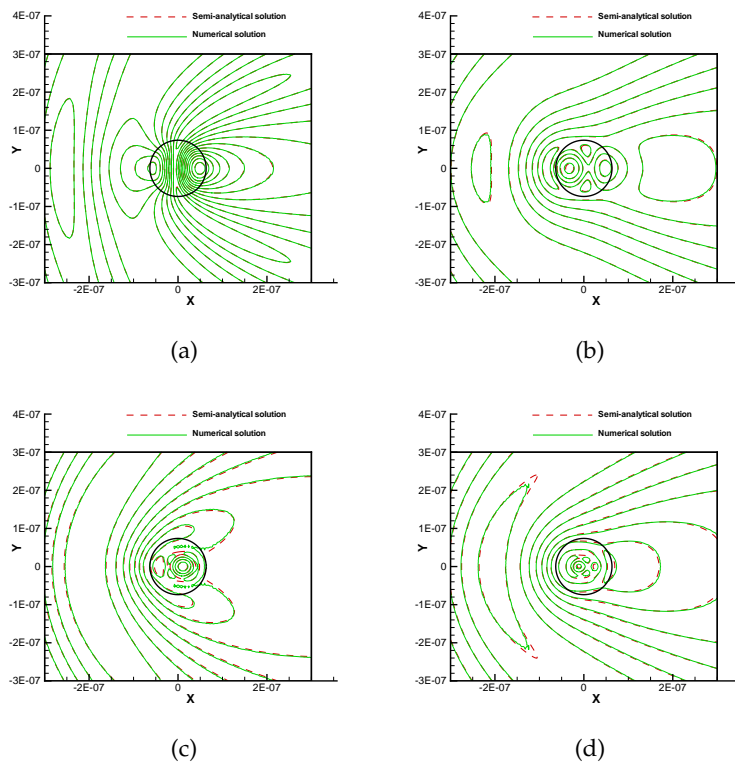 4E-07
Semi-analytical solution
Numerical solution
3E-07
2E-07
1E-07
Y
0
-1E-07
-2E-07
-3E-07
-2E-07 0 2E-07
X
(a)
4E-07
Semi-analytical solution
Numerical solution
3E-07
2E-07
1E-07
Y
0
-1E-07
-2E-07
-3E-07
-2E-07 0 2E-07
X
(b)
4E-07
Semi-analytical solution
Numerical solution
3E-07
2E-07
1E-07
Y
0
-1E-07
-2E-07
-3E-07
-2E-07 0 2E-07
X
(c)
4E-07
Semi-analytical solution
Numerical solution
3E-07
2E-07
1E-07
Y
0
-1E-07
-2E-07
-3E-07
-2E-07 0 2E-07
X
(d)